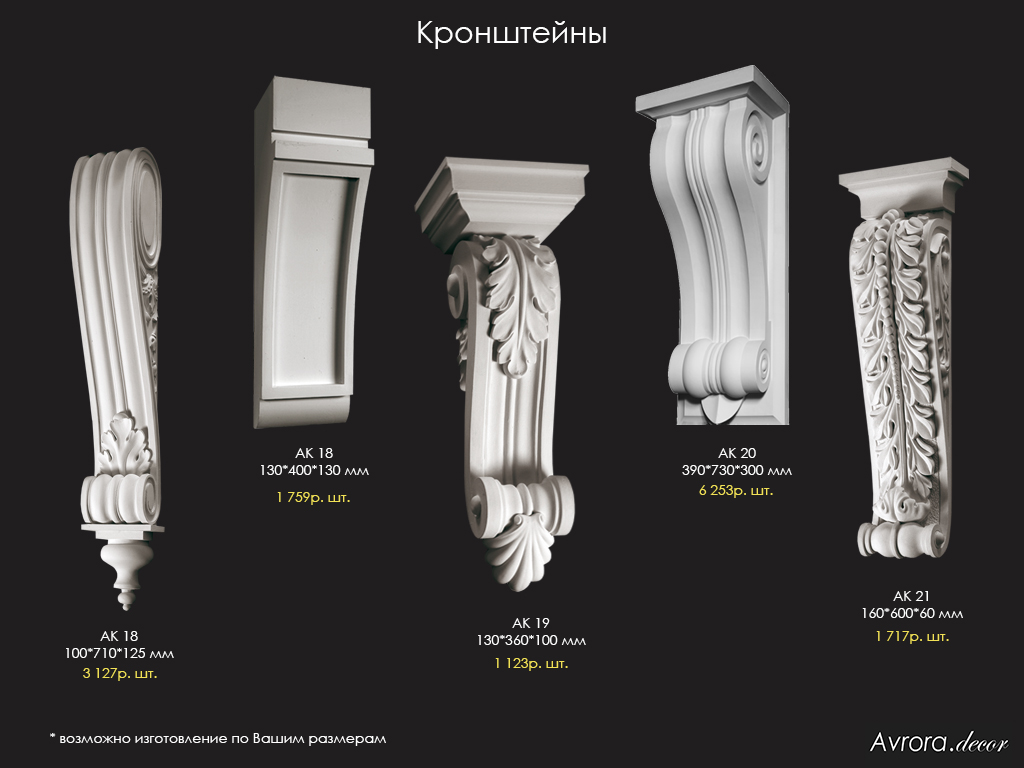 Кронштейны
АК 18
100*710*125 мм
3 127р. шт.
АК 18
130*400*130 мм
1 759р. шт.
АК 19
130*360*100 мм
1 123р. шт.
АК 20
390*730*300 мм
6 253р. шт.
АК 21
160*600*60 мм
1 717р. шт.
* возможно изготовление по Вашим размерам
Avrora.decor